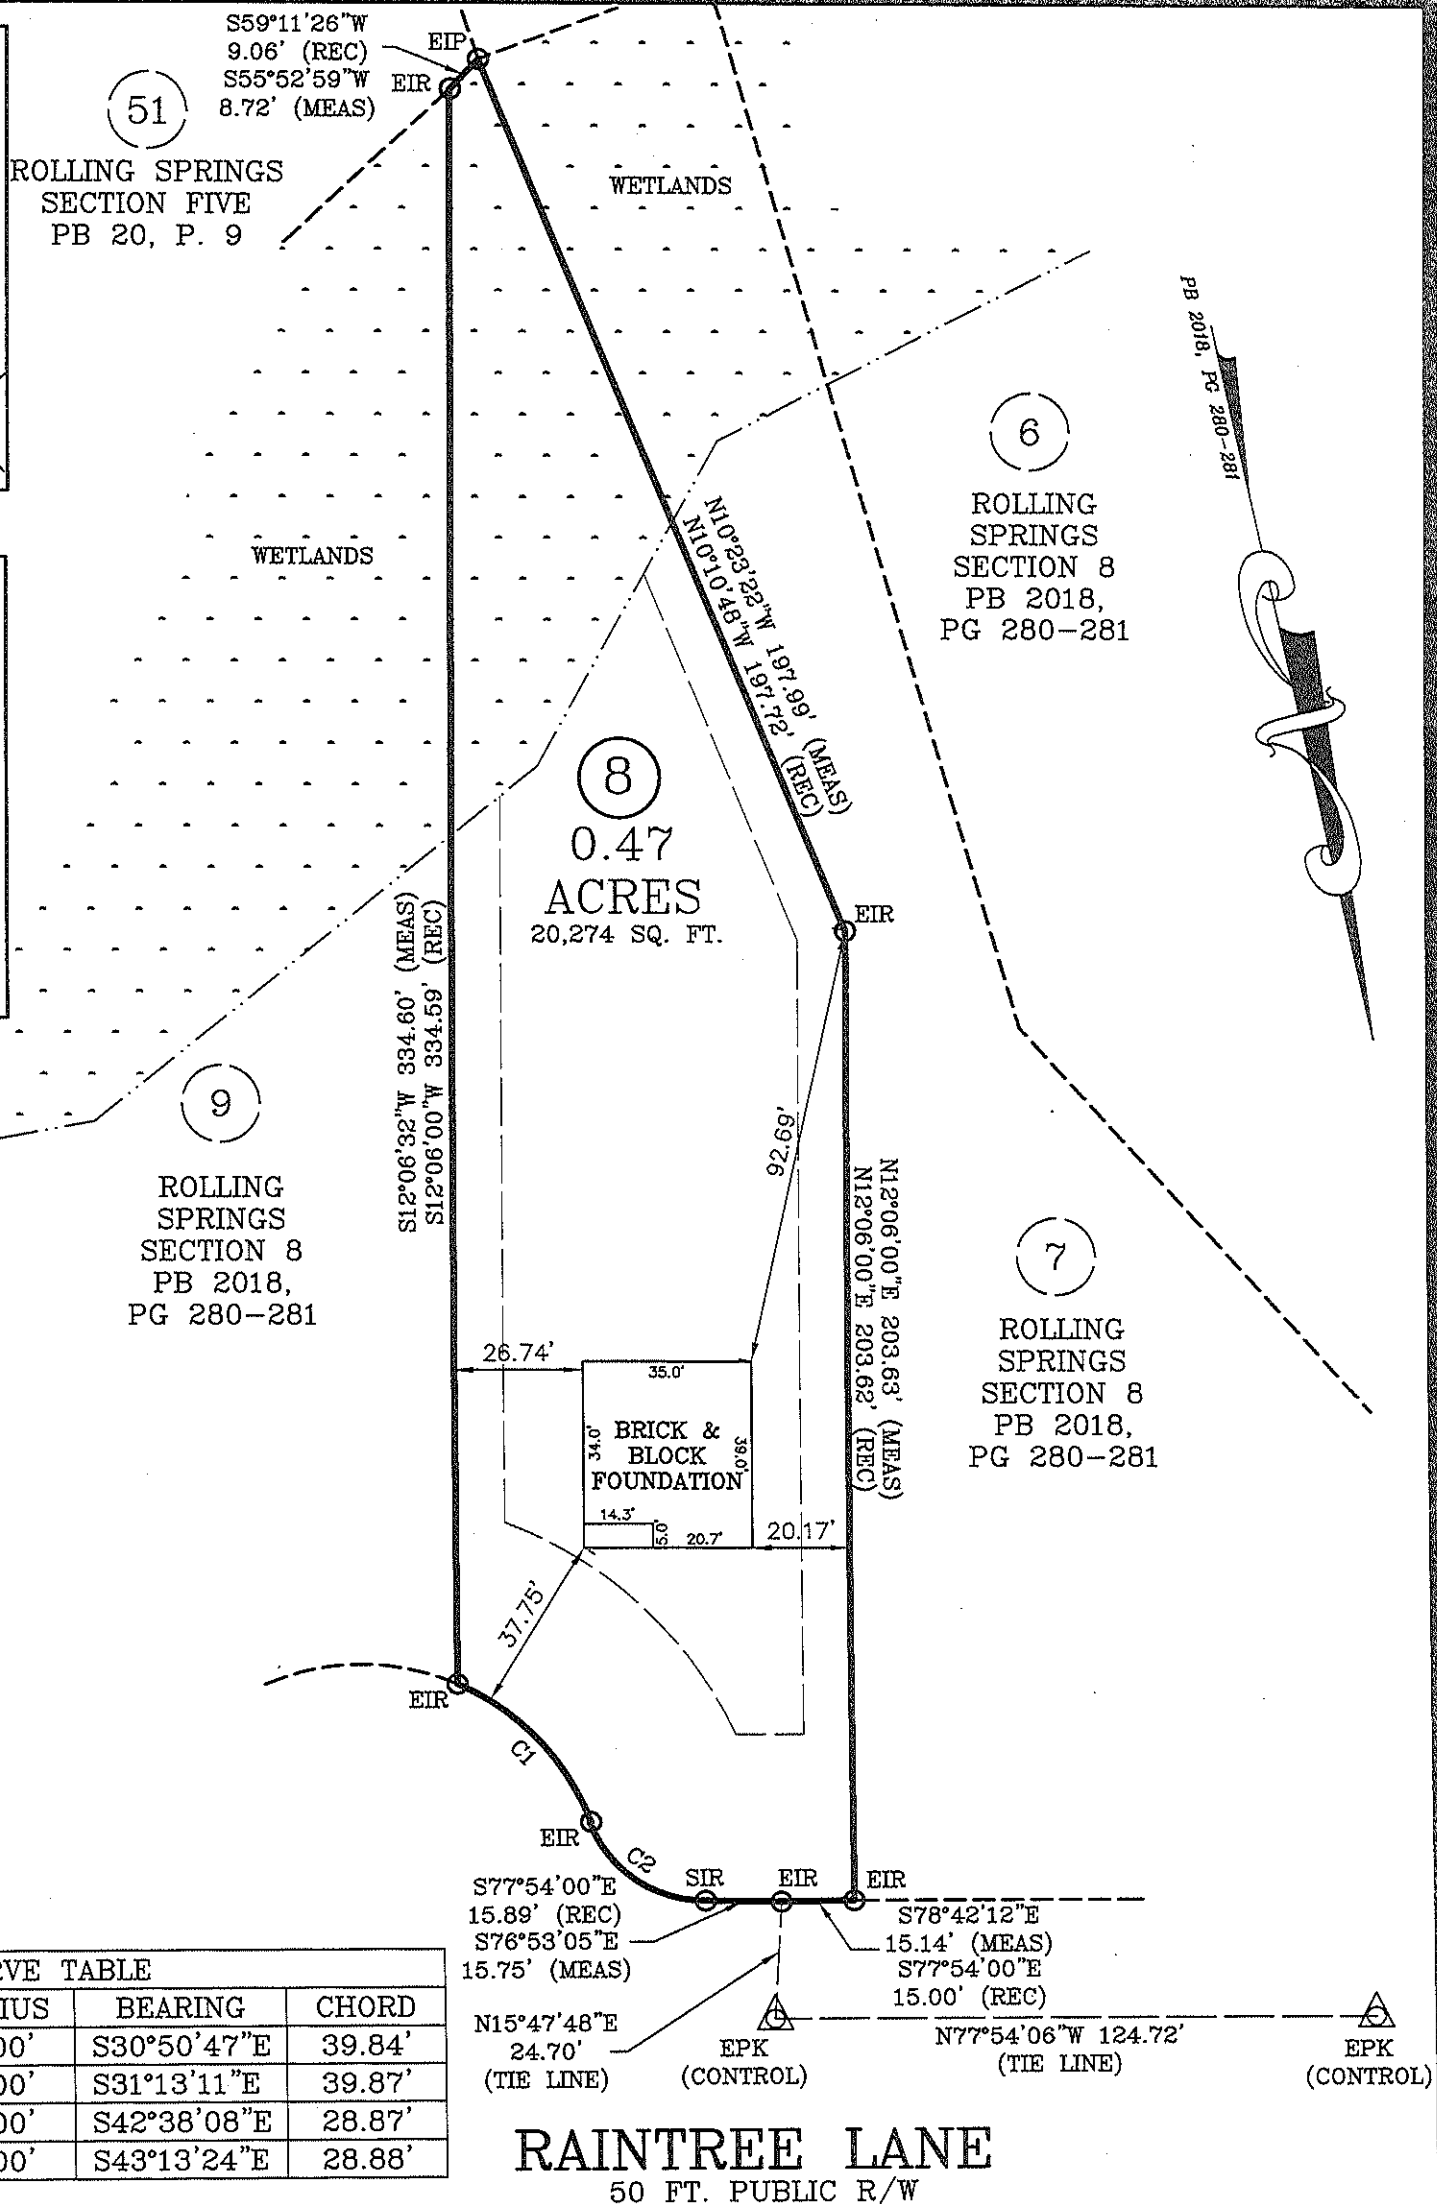 S59°11'26"W
9.06' (REC)
S55°52'59"W
8.72' (MEAS)
EIP
EIR
51
ROLLING SPRINGS
SECTION FIVE
PB 20, P. 9
WETLANDS
WETLANDS
PB 2018, PG 280-281
6
ROLLING
SPRINGS
SECTION 8
PB 2018,
PG 280-281
N10°23'22"W 197.99' (MEAS)
N10°10'48"W 197.72' (REC)
8
0.47
ACRES
20,274 SQ. FT.
EIR
S12°06'32"W 334.60' (MEAS)
S12°06'00"W 334.59' (REC)
92.69'
9
ROLLING
SPRINGS
SECTION 8
PB 2018,
PG 280-281
N12°06'00"E 203.63' (MEAS)
N12°06'00"E 203.62' (REC)
7
ROLLING
SPRINGS
SECTION 8
PB 2018,
PG 280-281
26.74'
35.0'
34.0'
39.0'
BRICK &
BLOCK
FOUNDATION
14.3'
5.0'
20.7'
20.17'
37.75'
EIR
C1
EIR
C2
SIR
EIR
EIR
S77°54'00"E
15.89' (REC)
S76°53'05"E
15.75' (MEAS)
S78°42'12"E
15.14' (MEAS)
S77°54'00"E
15.00' (REC)
N15°47'48"E
24.70'
(TIE LINE)
EPK
(CONTROL)
N77°54'06"W 124.72'
(TIE LINE)
EPK
(CONTROL)
VE TABLE
IUS BEARING CHORD
00' S30°50'47"E 39.84'
00' S31°13'11"E 39.87'
00' S42°38'08"E 28.87'
00' S43°13'24"E 28.88'
RAINTREE LANE
50 FT. PUBLIC R/W